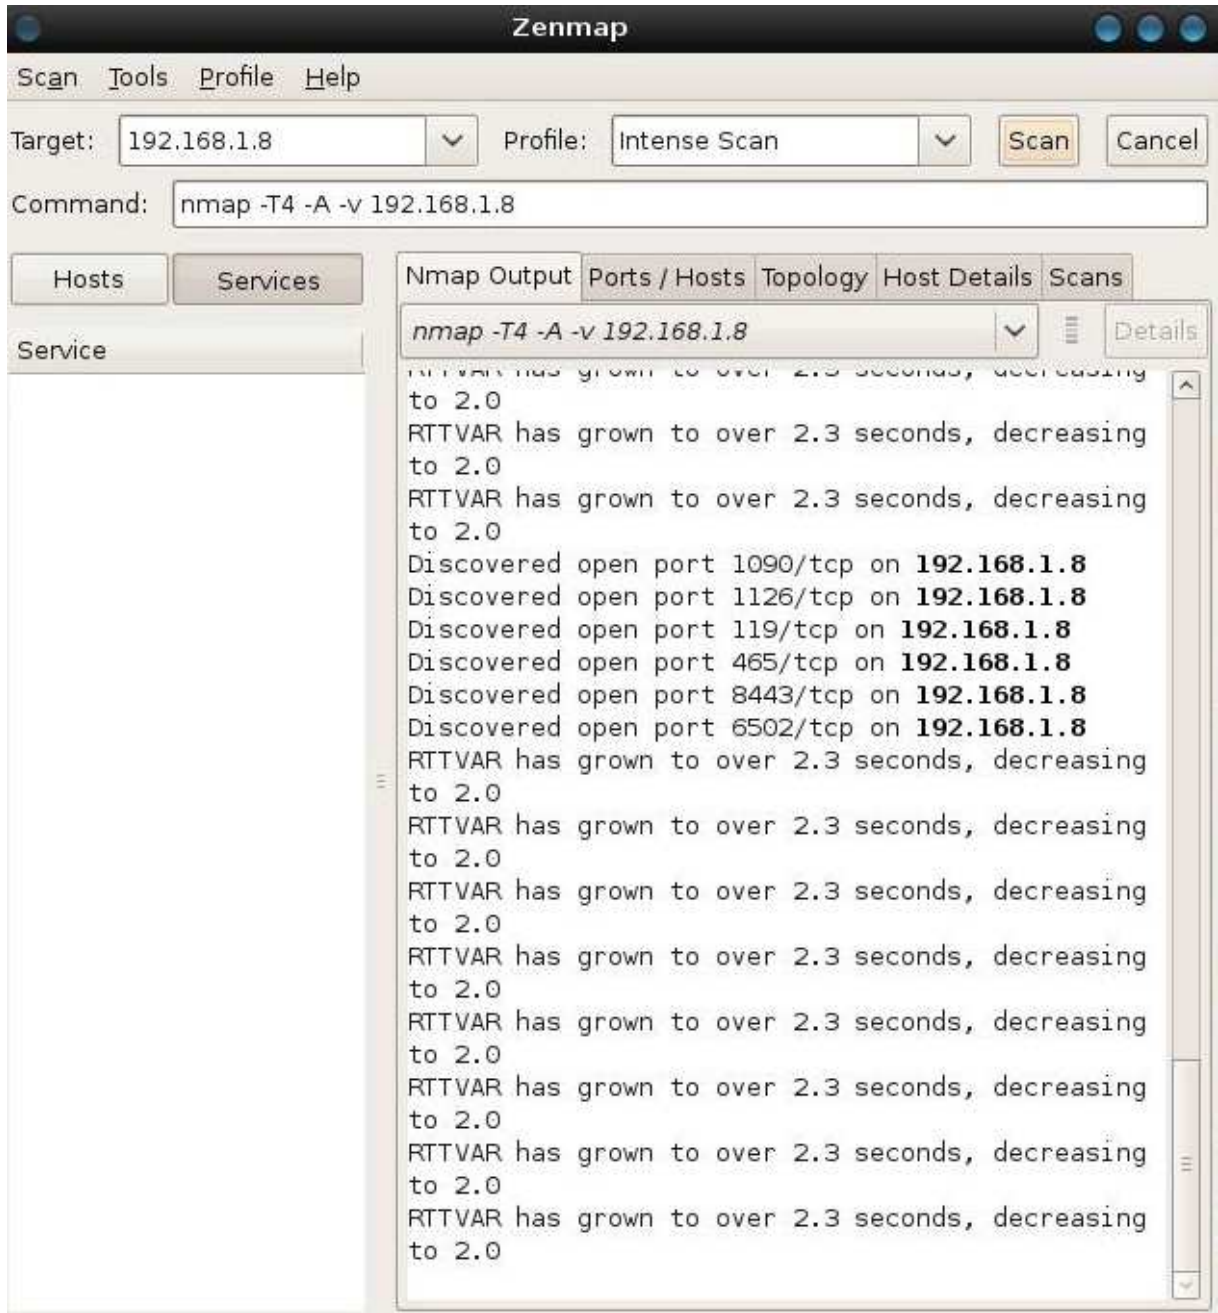 Zenmap
Scan Tools Profile Help
Target: 192.168.1.8 Profile: Intense Scan Scan Cancel
Command: nmap -T4 -A -v 192.168.1.8
Hosts Services
Nmap Output Ports / Hosts Topology Host Details Scans
nmap -T4 -A -v 192.168.1.8 Details
Service
RTTVAR has grown to over 2.3 seconds, decreasing
to 2.0
RTTVAR has grown to over 2.3 seconds, decreasing
to 2.0
RTTVAR has grown to over 2.3 seconds, decreasing
to 2.0
Discovered open port 1090/tcp on 192.168.1.8
Discovered open port 1126/tcp on 192.168.1.8
Discovered open port 119/tcp on 192.168.1.8
Discovered open port 465/tcp on 192.168.1.8
Discovered open port 8443/tcp on 192.168.1.8
Discovered open port 6502/tcp on 192.168.1.8
RTTVAR has grown to over 2.3 seconds, decreasing
to 2.0
RTTVAR has grown to over 2.3 seconds, decreasing
to 2.0
RTTVAR has grown to over 2.3 seconds, decreasing
to 2.0
RTTVAR has grown to over 2.3 seconds, decreasing
to 2.0
RTTVAR has grown to over 2.3 seconds, decreasing
to 2.0
RTTVAR has grown to over 2.3 seconds, decreasing
to 2.0
RTTVAR has grown to over 2.3 seconds, decreasing
to 2.0
RTTVAR has grown to over 2.3 seconds, decreasing
to 2.0